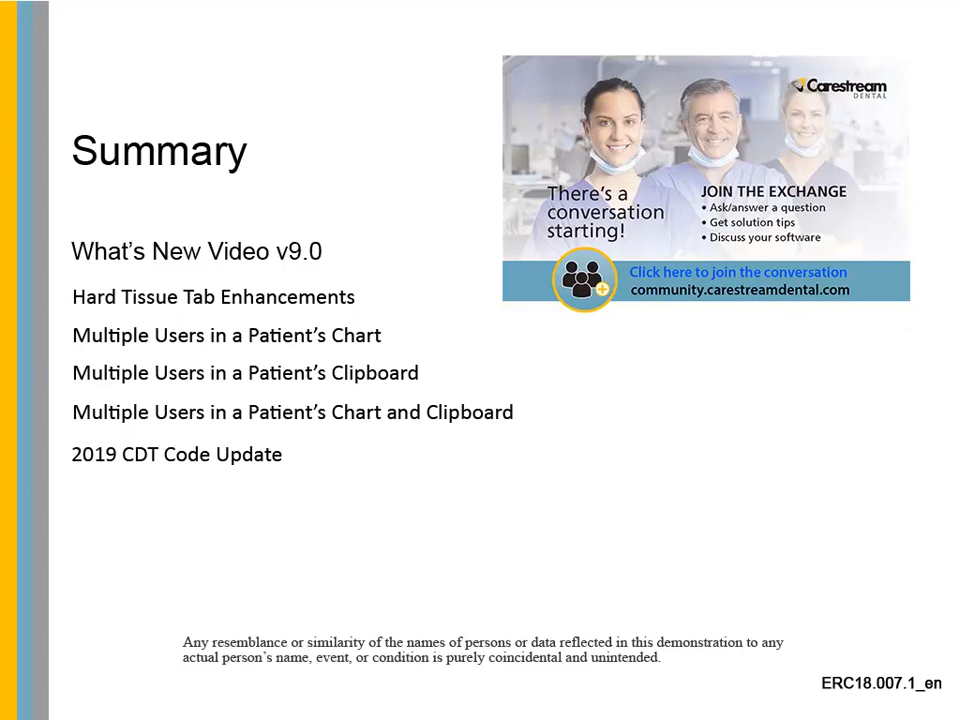 Summary
What's New Video v9.0
Hard Tissue Tab Enhancements
Multiple Users in a Patient's Chart
Multiple Users in a Patient's Clipboard
Multiple Users in a Patient's Chart and Clipboard
2019 CDT Code Update
Carestream
DENTAL
There's a
conversation
starting!
JOIN THE EXCHANGE
• Ask/answer a question
• Get solution tips
• Discuss your software
Click here to join the conversation
community.carestreamdental.com
Any resemblance or similarity of the names of persons or data reflected in this demonstration to any
actual person's name, event, or condition is purely coincidental and unintended.
ERC18.007.1_en